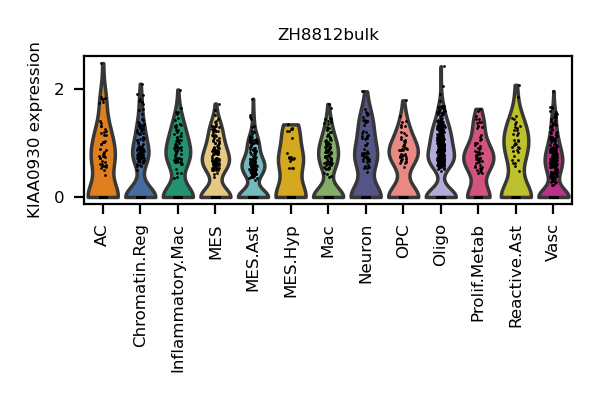 ZH8812bulk
KIAA0930 expression
2
0
AC
Chromatin.Reg
Inflammatory.Mac
MES
MES.Ast
MES.Hyp
Mac
Neuron
OPC
Oligo
Prolif.Metab
Reactive.Ast
Vasc